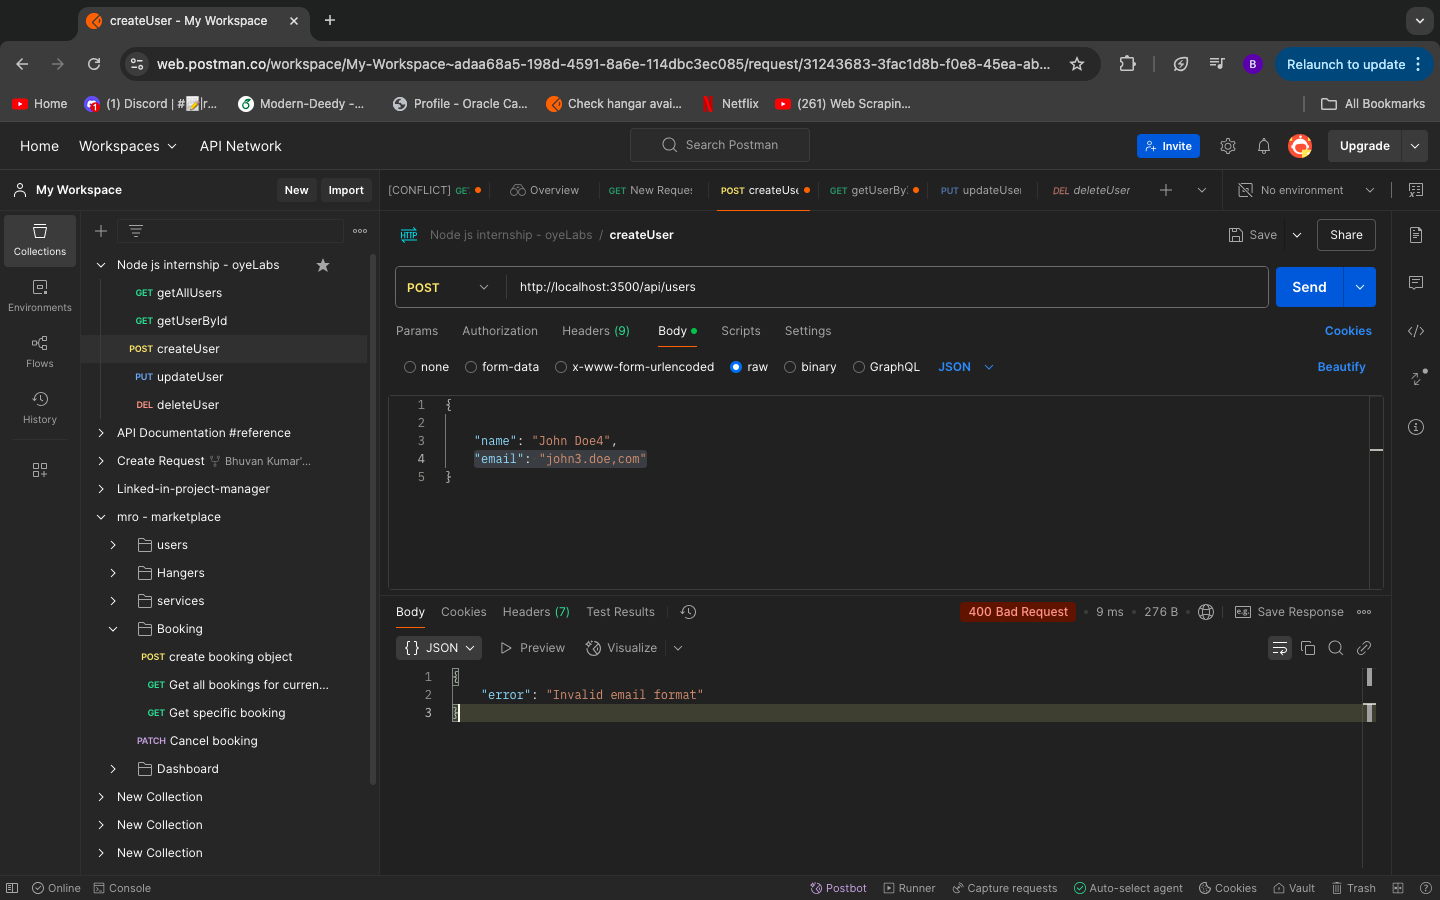 createUser - My Workspace
web.postman.co/workspace/My-Workspace~adaa68a5-198d-4591-8a6e-114dbc3ec085/request/31243683-3fac1d8b-f0e8-45ea-ab...
B
Relaunch to update
Home
(1) Discord | #📝|r...
Modern-Deedy -...
Profile - Oracle Ca...
Check hangar avai...
Netflix
(261) Web Scrapin...
All Bookmarks
Home
Workspaces
API Network
Search Postman
Invite
Upgrade
My Workspace
New
Import
[CONFLICT] GE
Overview
GET New Reques
POST createUse
GET getUserBy
PUT updateUser
DEL deleteUser
No environment
Collections
Environments
Flows
History
Node js internship - oyeLabs
GET getAllUsers
GET getUserById
POST createUser
PUT updateUser
DEL deleteUser
API Documentation #reference
Create Request Bhuvan Kumar'...
Linked-in-project-manager
mro - marketplace
users
Hangers
services
Booking
POST create booking object
GET Get all bookings for curren...
GET Get specific booking
PATCH Cancel booking
Dashboard
New Collection
New Collection
New Collection
HTTP Node js internship - oyeLabs / createUser
Save
Share
POST
http://localhost:3500/api/users
Send
Params
Authorization
Headers (9)
Body
Scripts
Settings
Cookies
none
form-data
x-www-form-urlencoded
raw
binary
GraphQL
JSON
Beautify
1 {
2
3 "name": "John Doe4",
4 "email": "john3.doe,com"
5 }
Body
Cookies
Headers (7)
Test Results
400 Bad Request
9 ms
276 B
e.g.
Save Response
{} JSON
Preview
Visualize
1 {
2 "error": "Invalid email format"
3 }
Online
Console
Postbot
Runner
Capture requests
Auto-select agent
Cookies
Vault
Trash